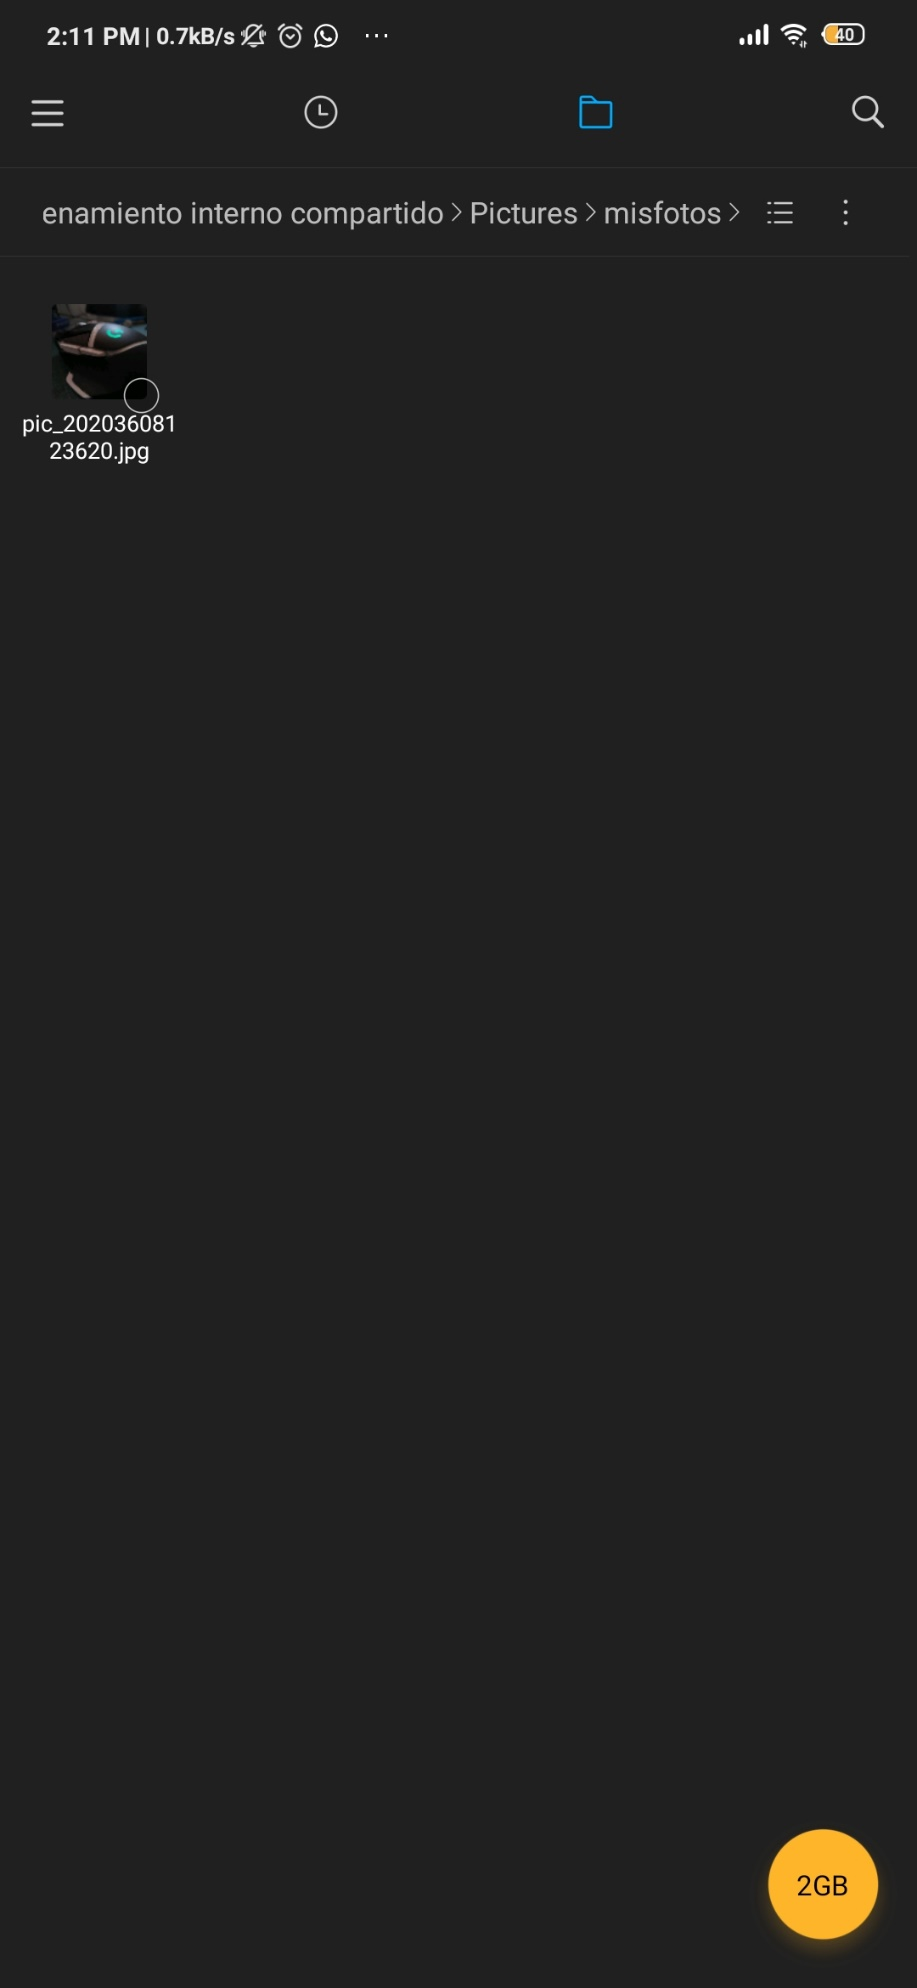 2:11 PM | 0.7kB/s ... 40
enamiento interno compartido > Pictures > misfotos >
pic_202036081
23620.jpg
2GB